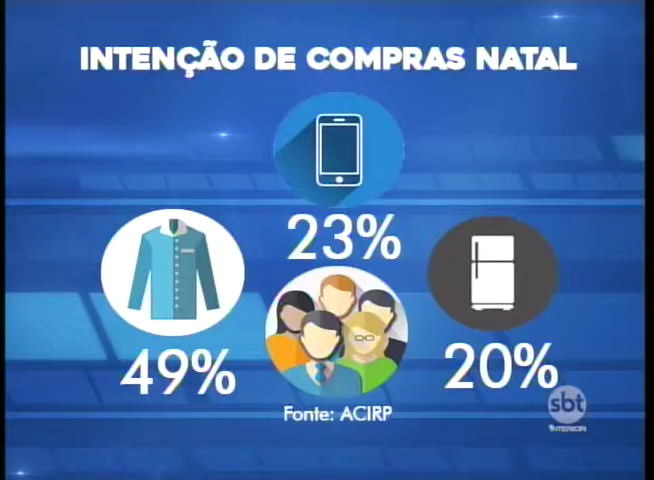 INTENÇÃO DE COMPRAS NATAL
23%
49%
20%
Fonte: ACIRP
sbt
INTERIOR